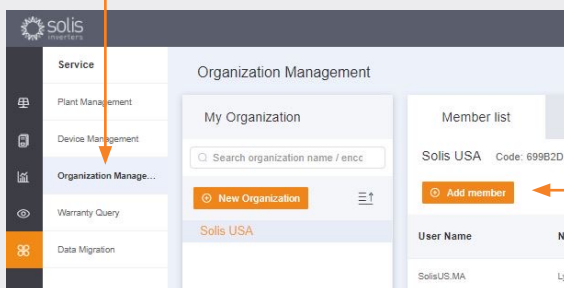 solis
inverters
Service
Plant Management
Device Management
Organization Manage...
Warranty Query
Data Migration
Organization Management
My Organization
Search organization name / enco
New Organization
Solis USA
Member list
Solis USA Code: 699B2D
Add member
User Name N
SolisUS.MA Ly